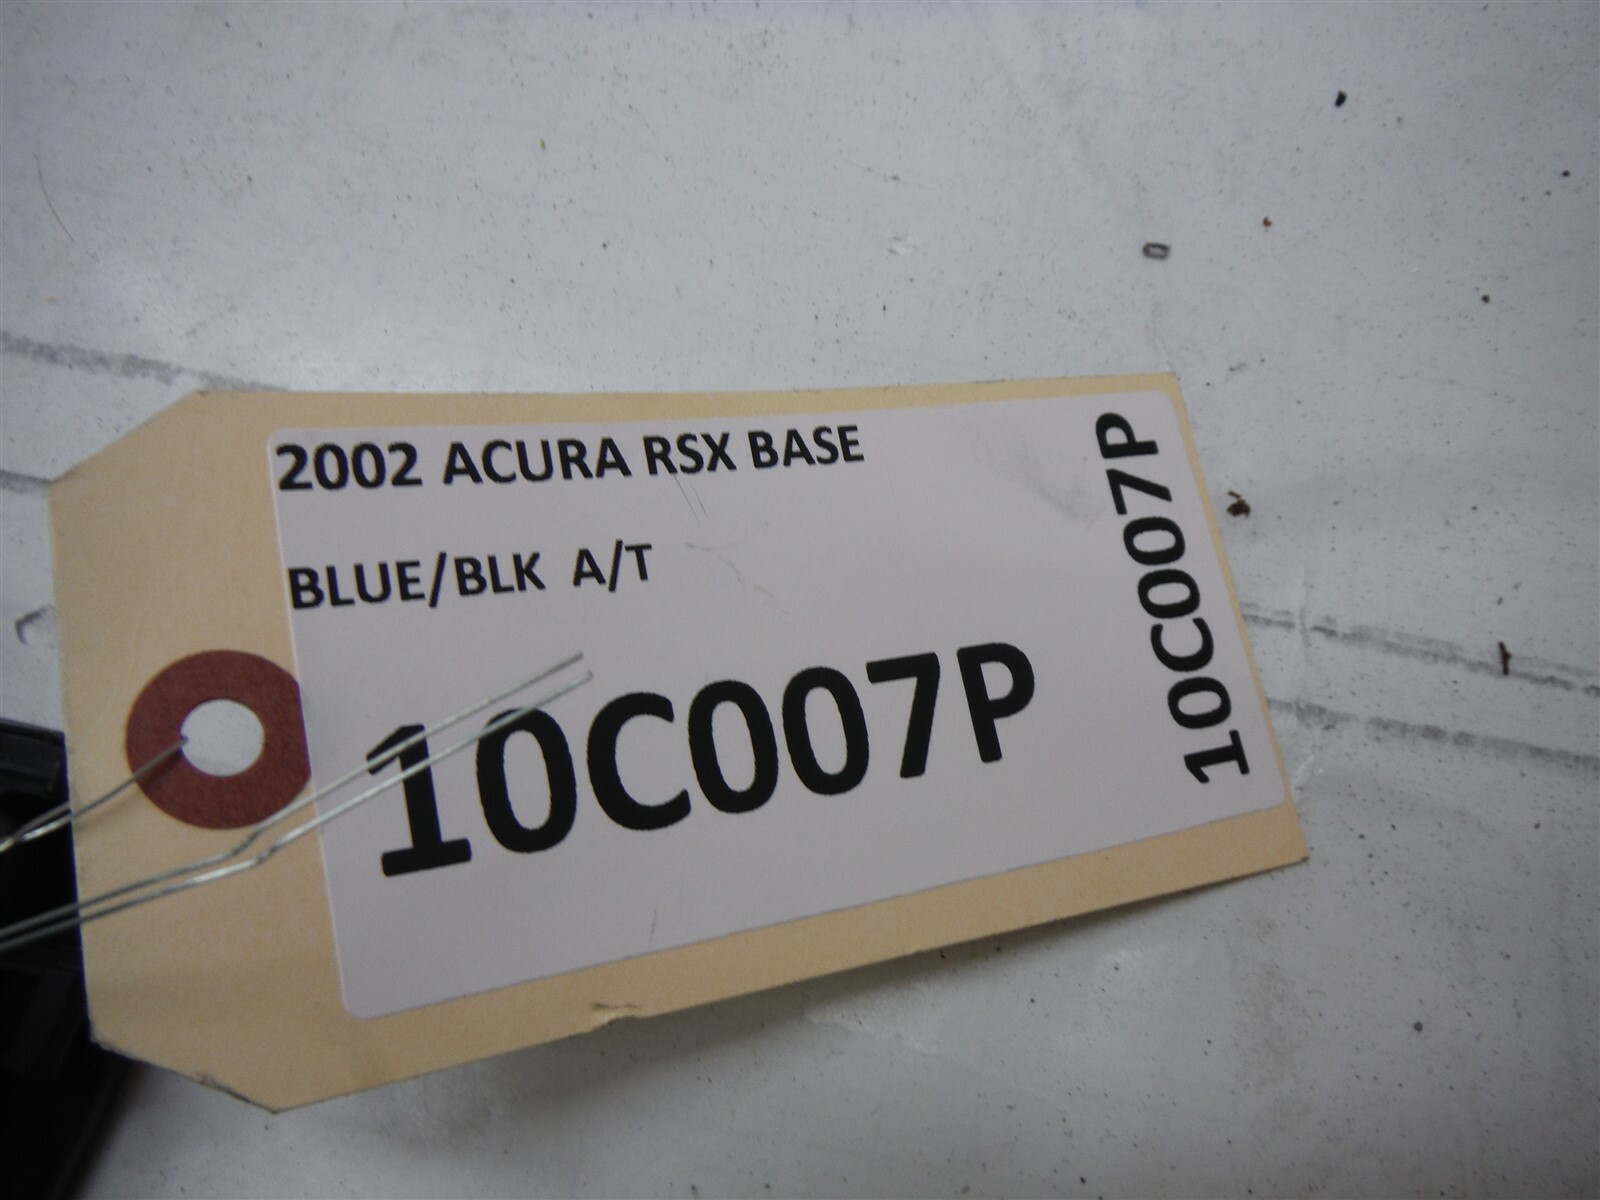 2002 ACURA RSX BASE
BLUE/BLK A/T
10C007P
10C007P